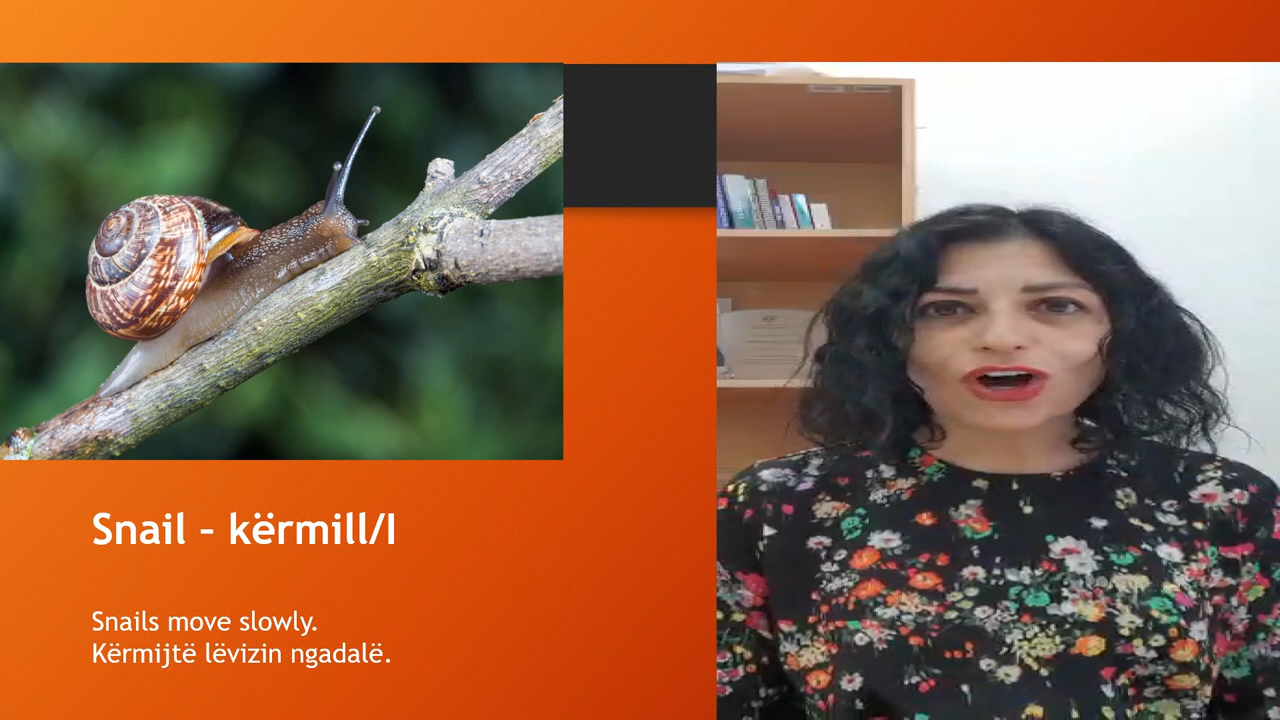 Snail – kërmill/I
Snails move slowly.
Kërmijtë lëvizin ngadalë.